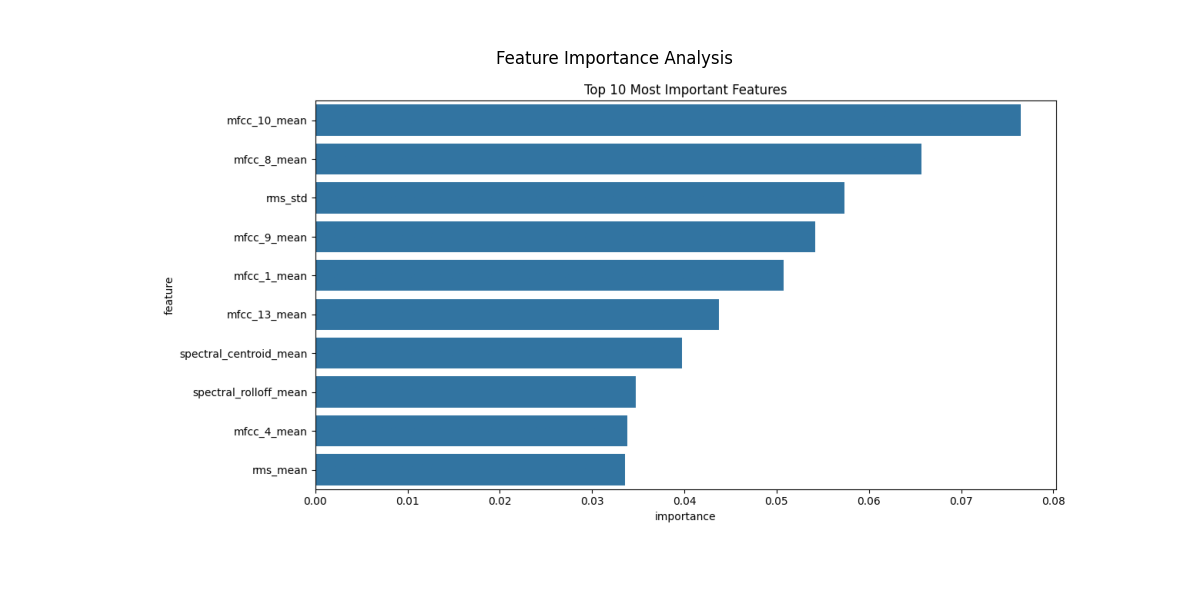 Feature Importance Analysis
Top 10 Most Important Features
feature
mfcc_10_mean
mfcc_8_mean
rms_std
mfcc_9_mean
mfcc_1_mean
mfcc_13_mean
spectral_centroid_mean
spectral_rolloff_mean
mfcc_4_mean
rms_mean
0.00 0.01 0.02 0.03 0.04 0.05 0.06 0.07 0.08
importance